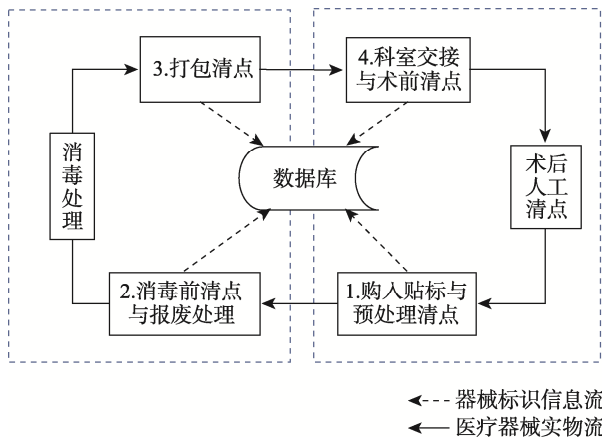 3.打包清点
4.科室交接
与术前清点
消
毒
处
理
数据库
术后
人工
清点
2.消毒前清点
与报废处理
1.购入贴标与
预处理清点
器械标识信息流
医疗器械实物流